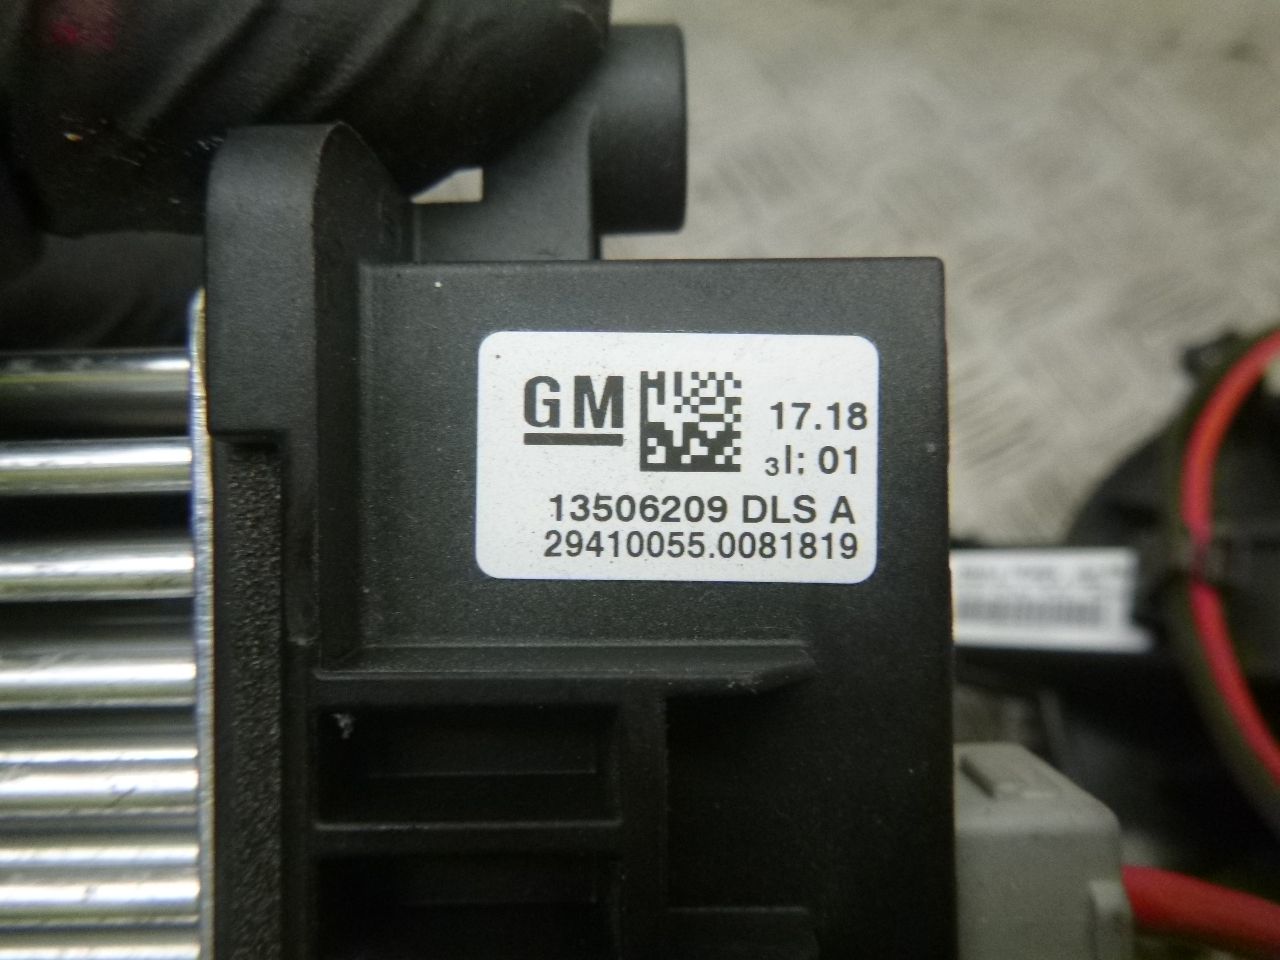 GM
17.18
3l: 01
13506209 DLS A
29410055.0081819